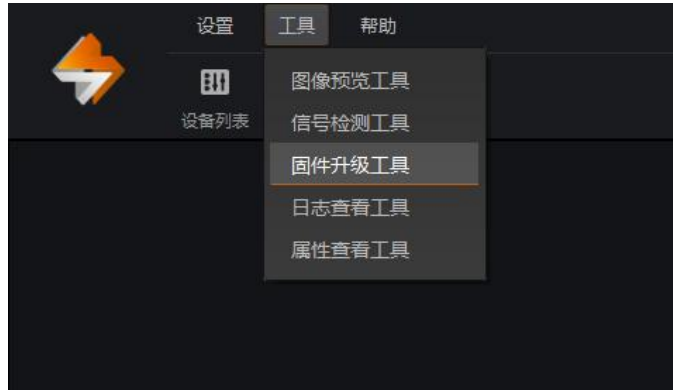 设置 工具 帮助
设备列表
图像预览工具
信号检测工具
固件升级工具
日志查看工具
属性查看工具